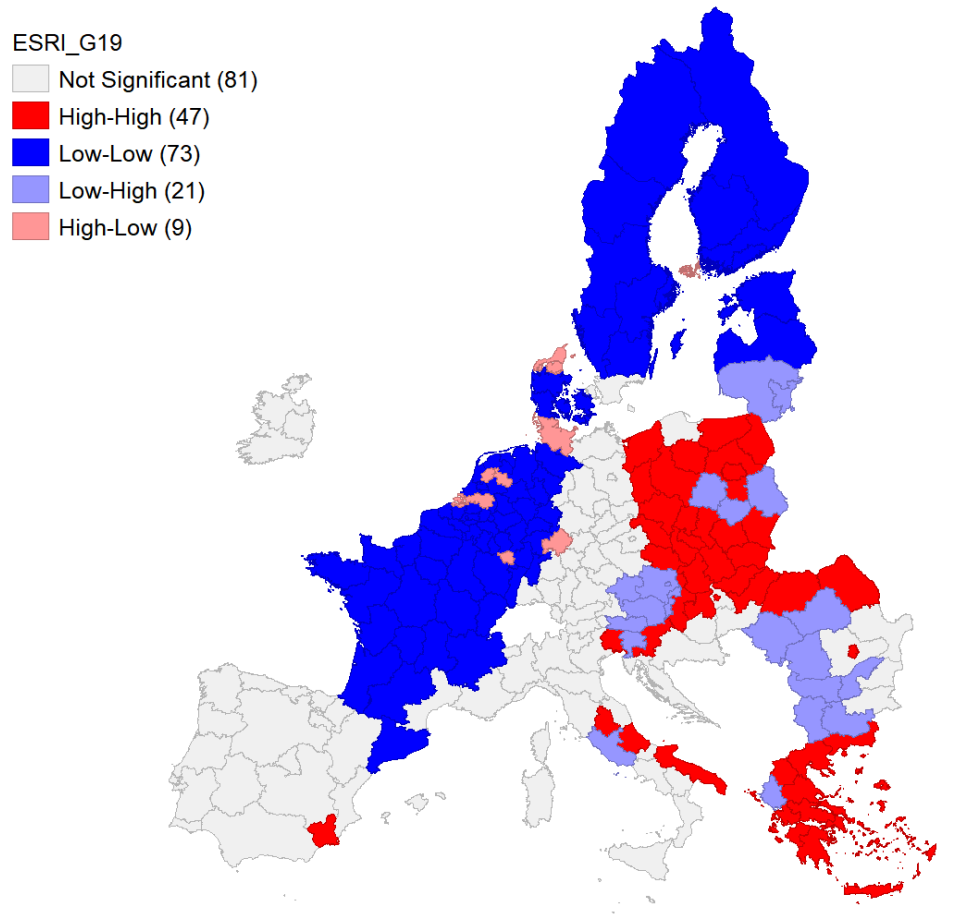 ESRI_G19
Not Significant (81)
High-High (47)
Low-Low (73)
Low-High (21)
High-Low (9)